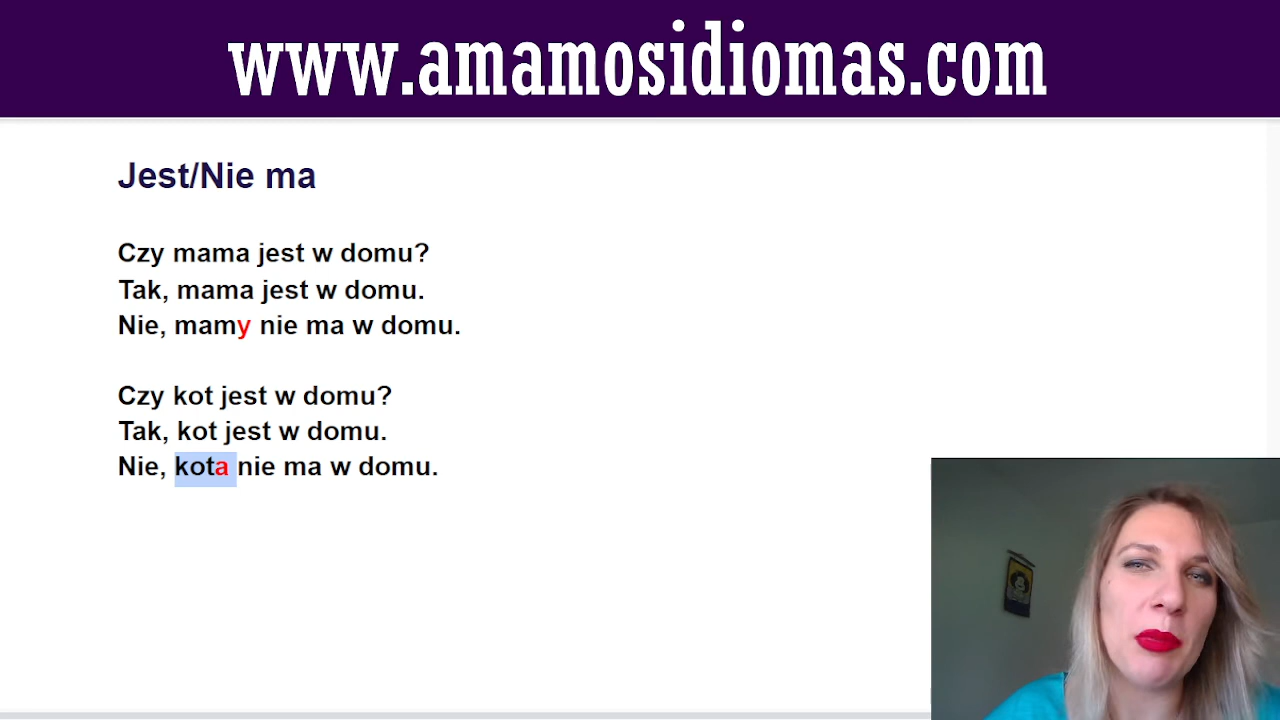 www.amamosidiomas.com
Jest/Nie ma
Czy mama jest w domu?
Tak, mama jest w domu.
Nie, mamy nie ma w domu.
Czy kot jest w domu?
Tak, kot jest w domu.
Nie, kota nie ma w domu.